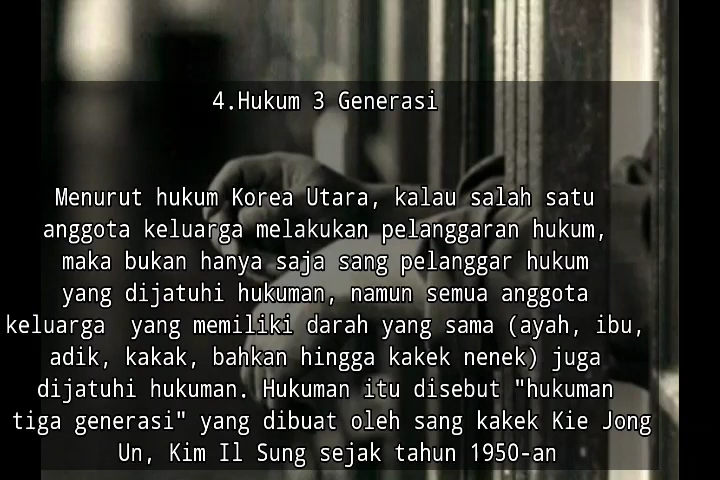 4.Hukum 3 Generasi
Menurut hukum Korea Utara, kalau salah satu
anggota keluarga melakukan pelanggaran hukum,
maka bukan hanya saja sang pelanggar hukum
yang dijatuhi hukuman, namun semua anggota
keluarga  yang memiliki darah yang sama (ayah, ibu,
adik, kakak, bahkan hingga kakek nenek) juga
dijatuhi hukuman. Hukuman itu disebut "hukuman
tiga generasi" yang dibuat oleh sang kakek Kie Jong
Un, Kim Il Sung sejak tahun 1950-an